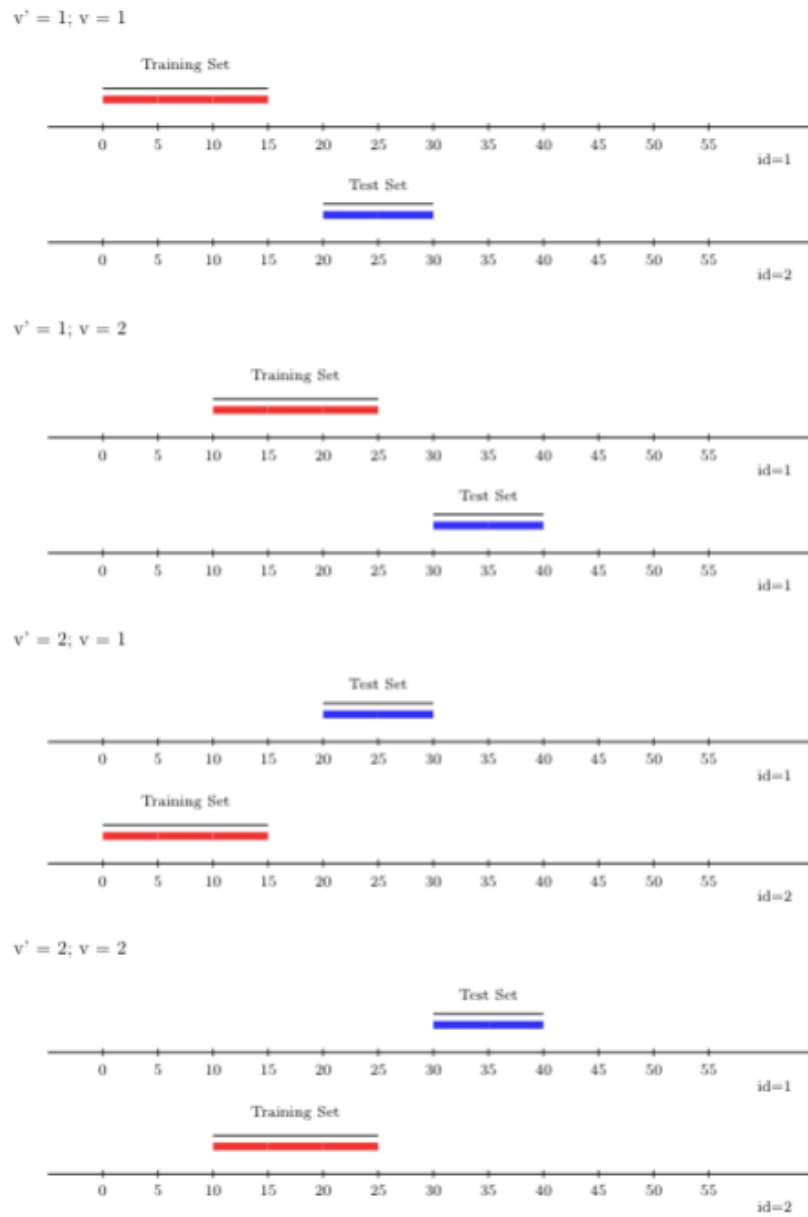 v' = 1; v = 1
Training Set
0 5 10 15 20 25 30 35 40 45 50 55
id=1
Test Set
0 5 10 15 20 25 30 35 40 45 50 55
id=2
v' = 1; v = 2
Training Set
0 5 10 15 20 25 30 35 40 45 50 55
id=1
Test Set
0 5 10 15 20 25 30 35 40 45 50 55
id=1
v' = 2; v = 1
Test Set
0 5 10 15 20 25 30 35 40 45 50 55
id=1
Training Set
0 5 10 15 20 25 30 35 40 45 50 55
id=2
v' = 2; v = 2
Test Set
0 5 10 15 20 25 30 35 40 45 50 55
id=1
Training Set
0 5 10 15 20 25 30 35 40 45 50 55
id=2